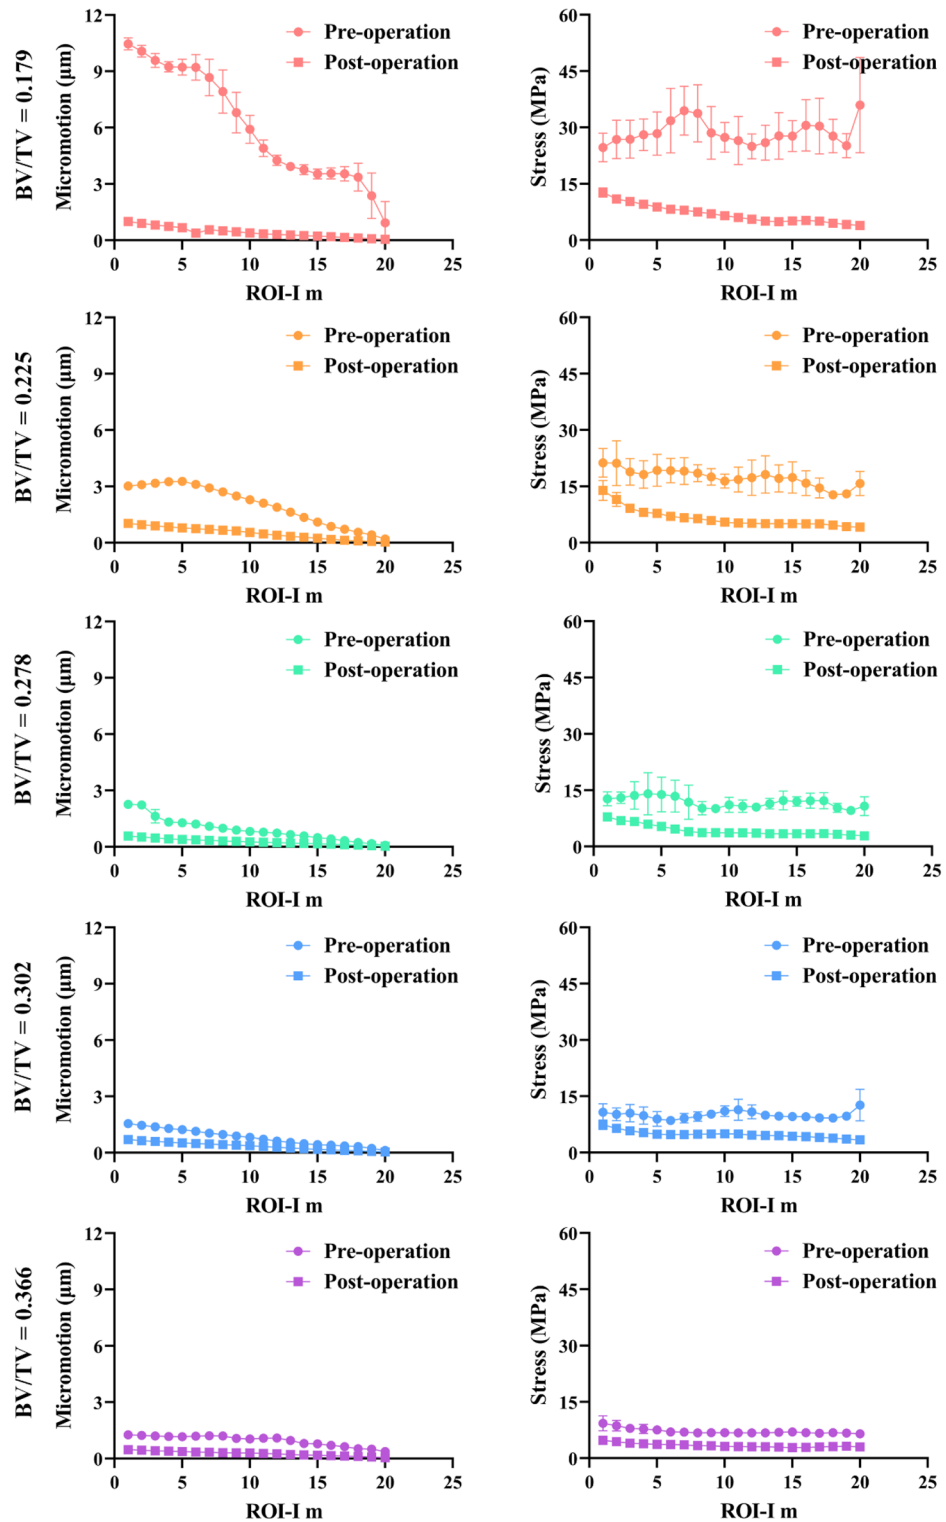 BV/TV = 0.179
Micromotion (μm)
12
9
6
3
0
0 5 10 15 20 25
ROI-I m
Pre-operation
Post-operation
Stress (MPa)
60
45
30
15
0
0 5 10 15 20 25
ROI-I m
Pre-operation
Post-operation
BV/TV = 0.225
Micromotion (μm)
12
9
6
3
0
0 5 10 15 20 25
ROI-I m
Pre-operation
Post-operation
Stress (MPa)
60
45
30
15
0
0 5 10 15 20 25
ROI-I m
Pre-operation
Post-operation
BV/TV = 0.278
Micromotion (μm)
12
9
6
3
0
0 5 10 15 20 25
ROI-I m
Pre-operation
Post-operation
Stress (MPa)
60
45
30
15
0
0 5 10 15 20 25
ROI-I m
Pre-operation
Post-operation
BV/TV = 0.302
Micromotion (μm)
12
9
6
3
0
0 5 10 15 20 25
ROI-I m
Pre-operation
Post-operation
Stress (MPa)
60
45
30
15
0
0 5 10 15 20 25
ROI-I m
Pre-operation
Post-operation
BV/TV = 0.366
Micromotion (μm)
12
9
6
3
0
0 5 10 15 20 25
ROI-I m
Pre-operation
Post-operation
Stress (MPa)
60
45
30
15
0
0 5 10 15 20 25
ROI-I m
Pre-operation
Post-operation